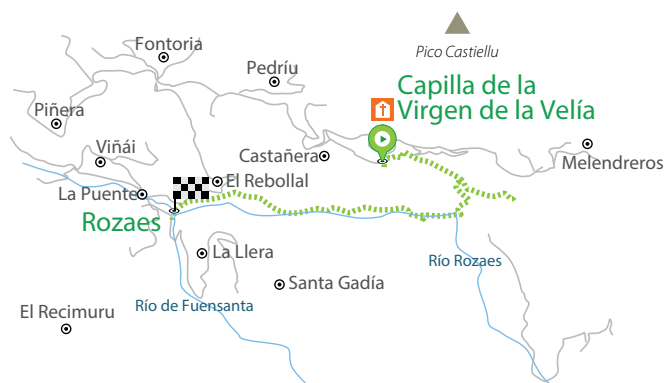 Fontoria
Pico Castiellu
Pedríu
Capilla de la
Virgen de la Velía
Piñera
Viñái
Castañera
Melendreros
El Rebollal
La Puente
Rozaes
La Llera
Río Rozaes
Santa Gadía
Río de Fuensanta
El Recimuru